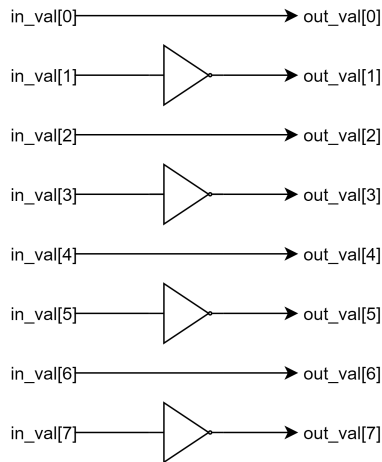 in_val[0] out_val[0]
in_val[1] out_val[1]
in_val[2] out_val[2]
in_val[3] out_val[3]
in_val[4] out_val[4]
in_val[5] out_val[5]
in_val[6] out_val[6]
in_val[7] out_val[7]